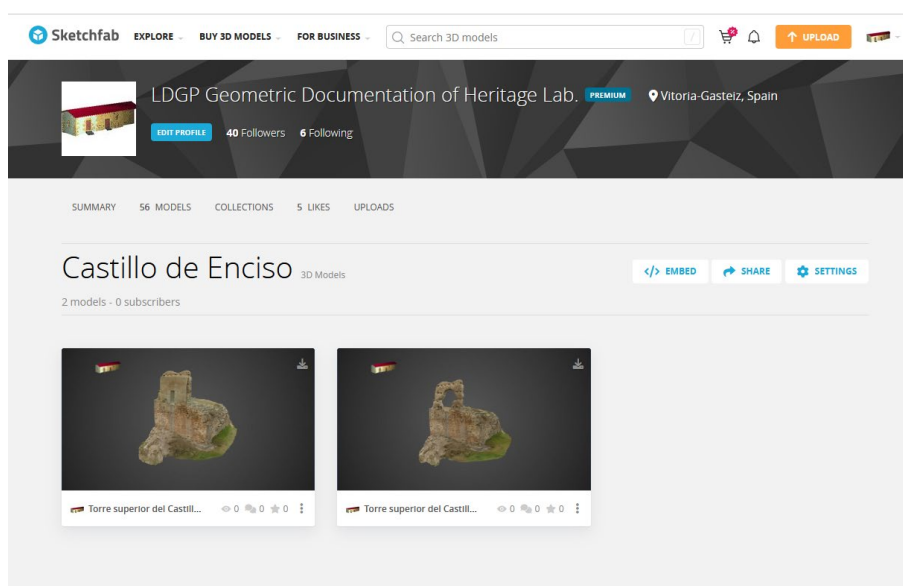 Sketchfab EXPLORE BUY 3D MODELS FOR BUSINESS Search 3D models / UPLOAD
LDGP Geometric Documentation of Heritage Lab. PREMIUM Vitoria-Gasteiz, Spain
EDIT PROFILE 40 Followers 6 Following
SUMMARY 56 MODELS COLLECTIONS 5 LIKES UPLOADS
Castillo de Enciso 3D Models </> EMBED SHARE SETTINGS
2 models - 0 subscribers
Torre superior del Castill... 0 0 0 Torre superior del Castill... 0 0 0